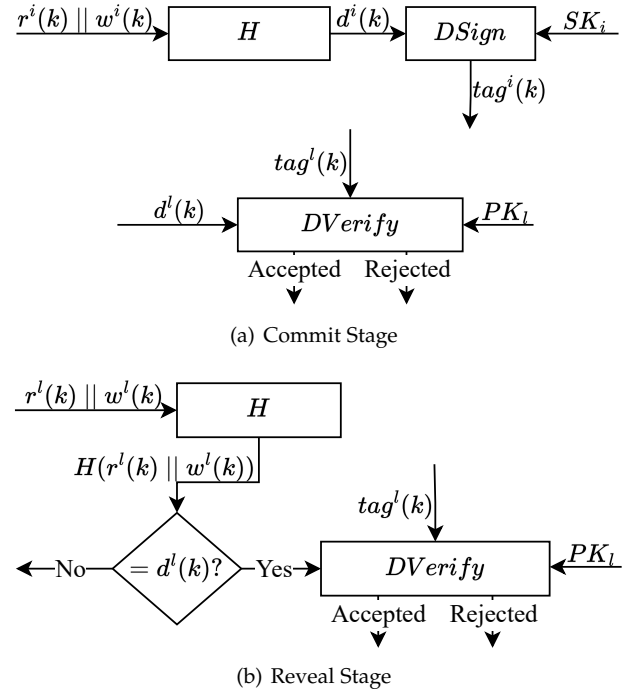 r^i(k) || w^i(k) H d^i(k) DSign SK_i
tag^i(k)
tag^l(k)
d^l(k) DVerify PK_l
Accepted Rejected
(a) Commit Stage
r^l(k) || w^l(k) H
H(r^l(k) || w^l(k))
tag^l(k)
No = d^l(k)? Yes DVerify PK_l
Accepted Rejected
(b) Reveal Stage